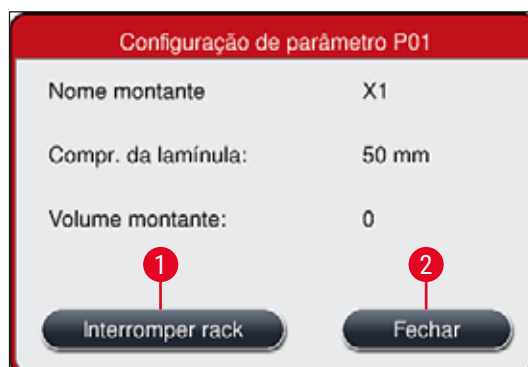 Configuração de parâmetro P01
Nome montante X1
Compr. da lamínula: 50 mm
Volume montante: 0
1 2
Interromper rack Fechar